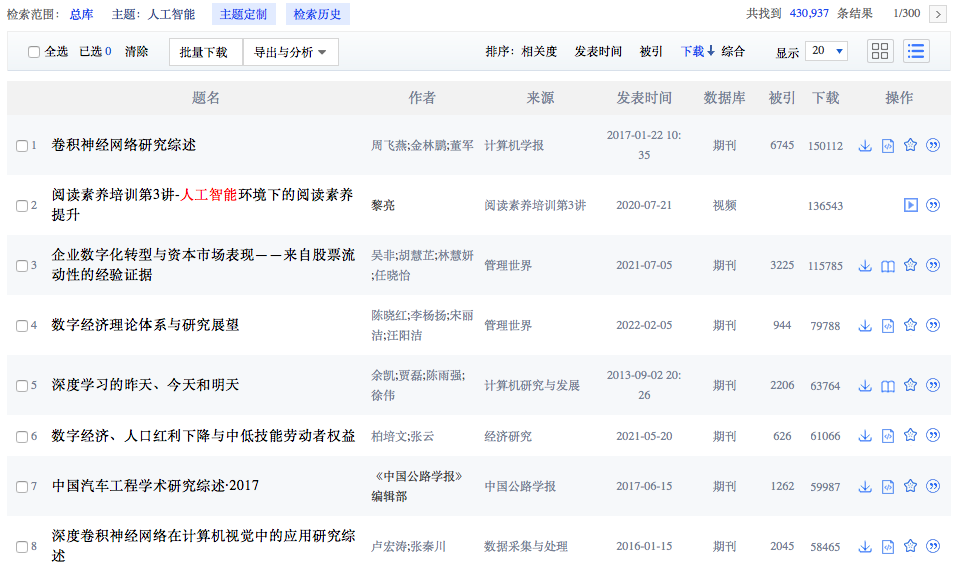 检索范围： 总库 主题：人工智能 主题定制 检索历史 共找到 430,937 条结果 1/300 >
全选 已选 0 清除 批量下载 导出与分析 排序：相关度 发表时间 被引 下载↓ 综合 显示 20
题名 作者 来源 发表时间 数据库 被引 下载 操作
1 卷积神经网络研究综述 周飞燕;金林鹏;董军 计算机学报 2017-01-22 10:
35 期刊 6745 150112
2 阅读素养培训第3讲-人工智能环境下的阅读素养
提升 黎亮 阅读素养培训第3讲 2020-07-21 视频 136543
3 企业数字化转型与资本市场表现——来自股票流
动性的经验证据 吴非;胡慧芷;林慧妍
;任晓怡 管理世界 2021-07-05 期刊 3225 115785
4 数字经济理论体系与研究展望 陈晓红;李杨扬;宋丽
洁;汪阳洁 管理世界 2022-02-05 期刊 944 79788
5 深度学习的昨天、今天和明天 余凯;贾磊;陈雨强;
徐伟 计算机研究与发展 2013-09-02 20:
26 期刊 2206 63764
6 数字经济、人口红利下降与中低技能劳动者权益 柏培文;张云 经济研究 2021-05-20 期刊 626 61066
7 中国汽车工程学术研究综述·2017 《中国公路学报》
编辑部 中国公路学报 2017-06-15 期刊 1262 59987
8 深度卷积神经网络在计算机视觉中的应用研究综
述 卢宏涛;张秦川 数据采集与处理 2016-01-15 期刊 2045 58465